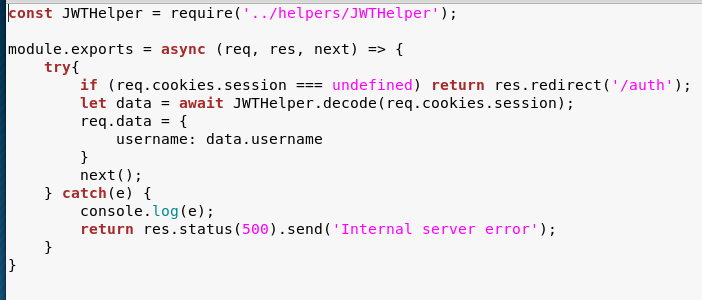 const JWTHelper = require('../helpers/JWTHelper');

module.exports = async (req, res, next) => {
    try{
        if (req.cookies.session === undefined) return res.redirect('/auth');
        let data = await JWTHelper.decode(req.cookies.session);
        req.data = {
            username: data.username
        }
        next();
    } catch(e) {
        console.log(e);
        return res.status(500).send('Internal server error');
    }
}